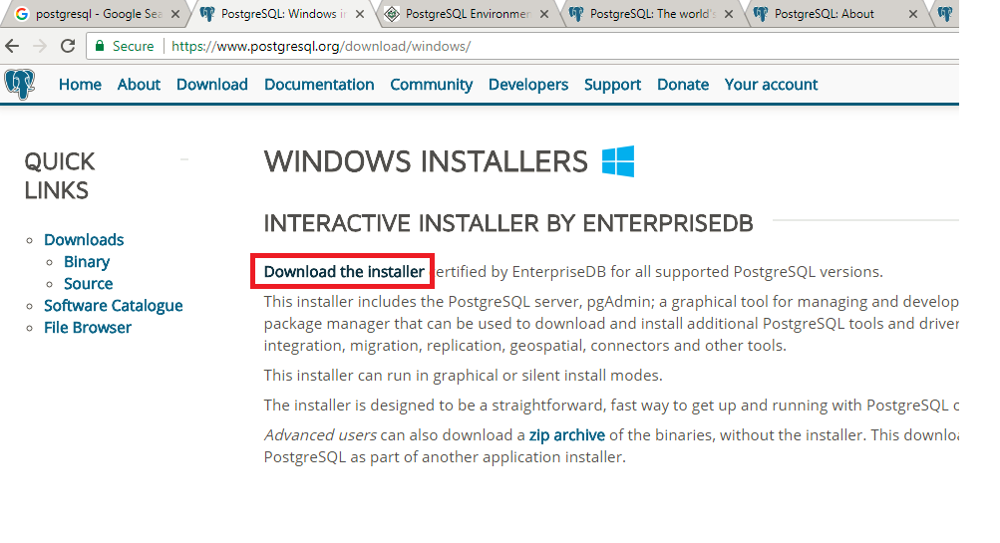 postgresql - Google Sea
PostgreSQL: Windows in
PostgreSQL Environmen
PostgreSQL: The world's
PostgreSQL: About
Secure
https://www.postgresql.org/download/windows/
Home About Download Documentation Community Developers Support Donate Your account
QUICK
LINKS
Downloads
Binary
Source
Software Catalogue
File Browser
WINDOWS INSTALLERS
INTERACTIVE INSTALLER BY ENTERPRISEDB
Download the installer ertified by EnterpriseDB for all supported PostgreSQL versions.
This installer includes the PostgreSQL server, pgAdmin; a graphical tool for managing and develop
package manager that can be used to download and install additional PostgreSQL tools and driver
integration, migration, replication, geospatial, connectors and other tools.
This installer can run in graphical or silent install modes.
The installer is designed to be a straightforward, fast way to get up and running with PostgreSQL o
Advanced users can also download a zip archive of the binaries, without the installer. This downloa
PostgreSQL as part of another application installer.